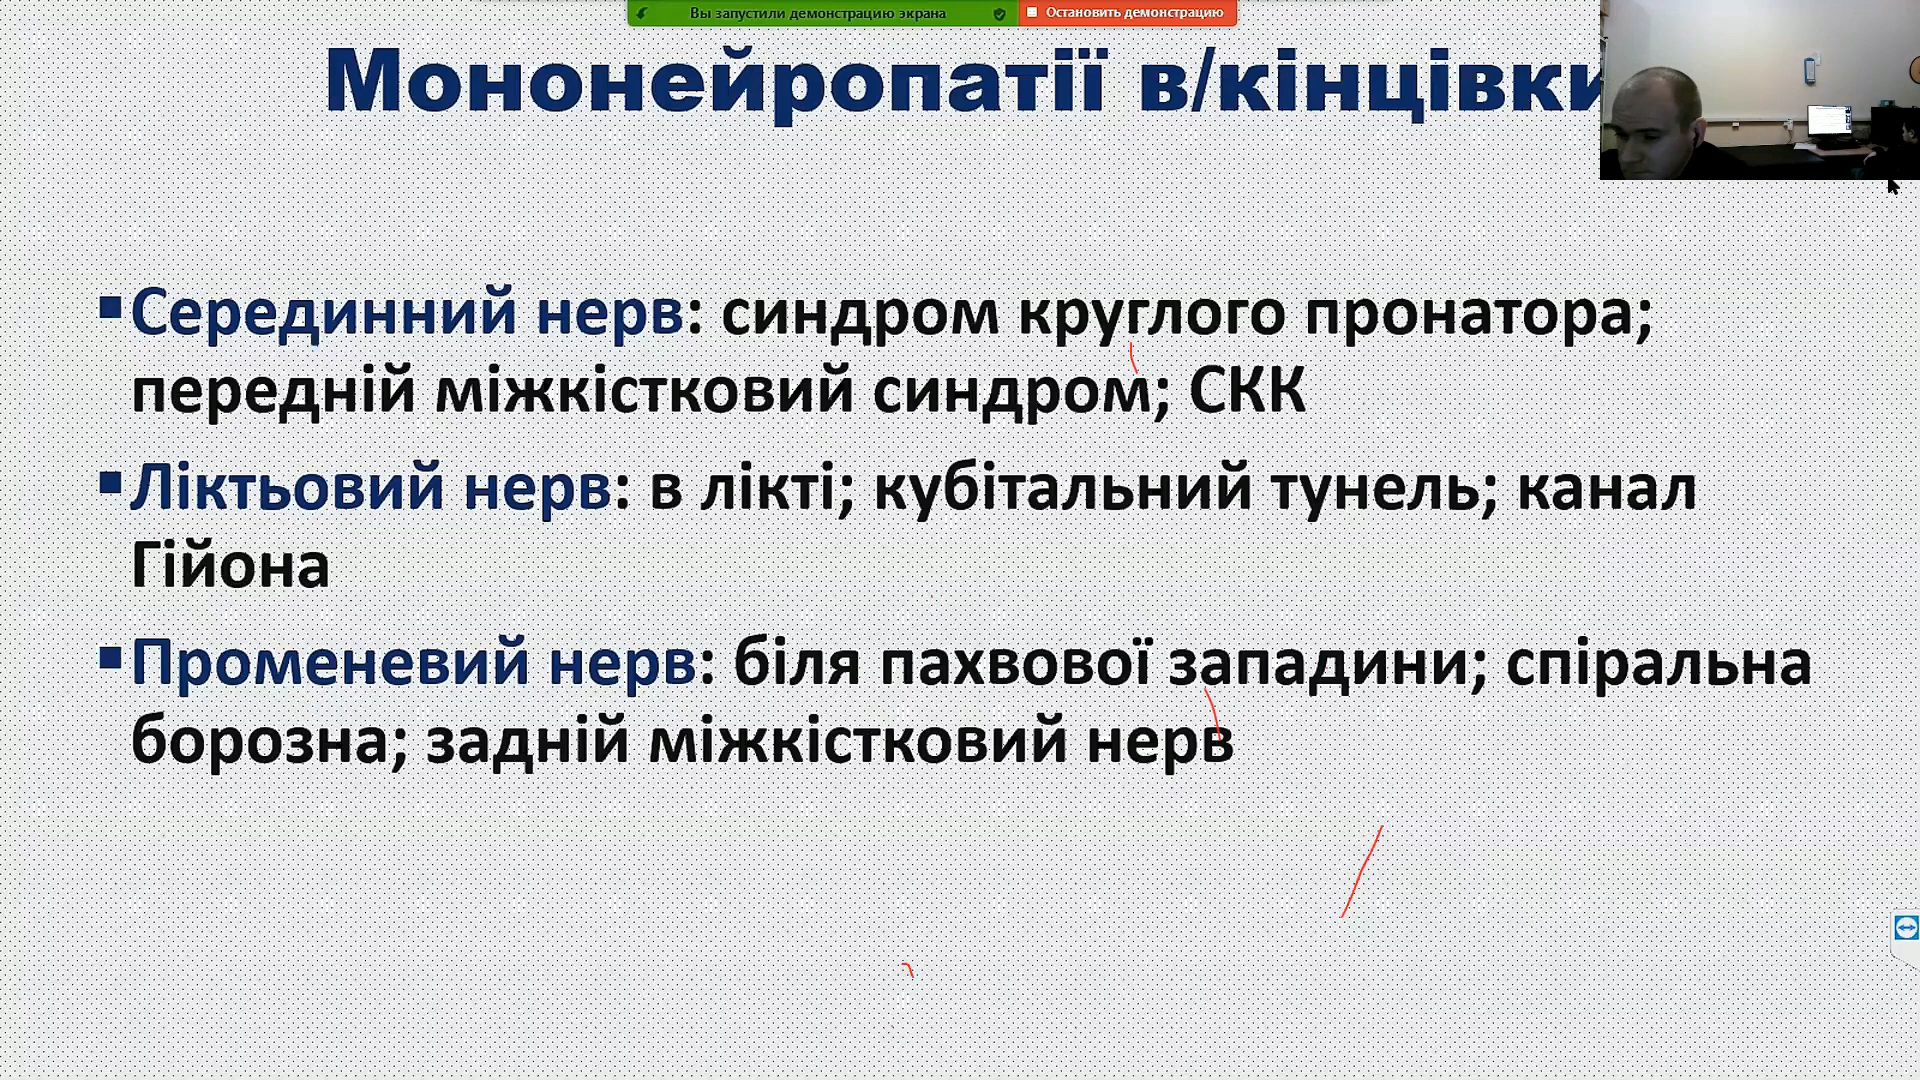 Вы запустили демонстрацию экрана
Остановить демонстрацию
Мононейропатії в/кінцівки
Серединний нерв: синдром круглого пронатора;
передній міжкістковий синдром; СКК
Ліктьовий нерв: в лікті; кубітальний тунель; канал
Гійона
Променевий нерв: біля пахвової западини; спіральна
борозна; задній міжкістковий нерв